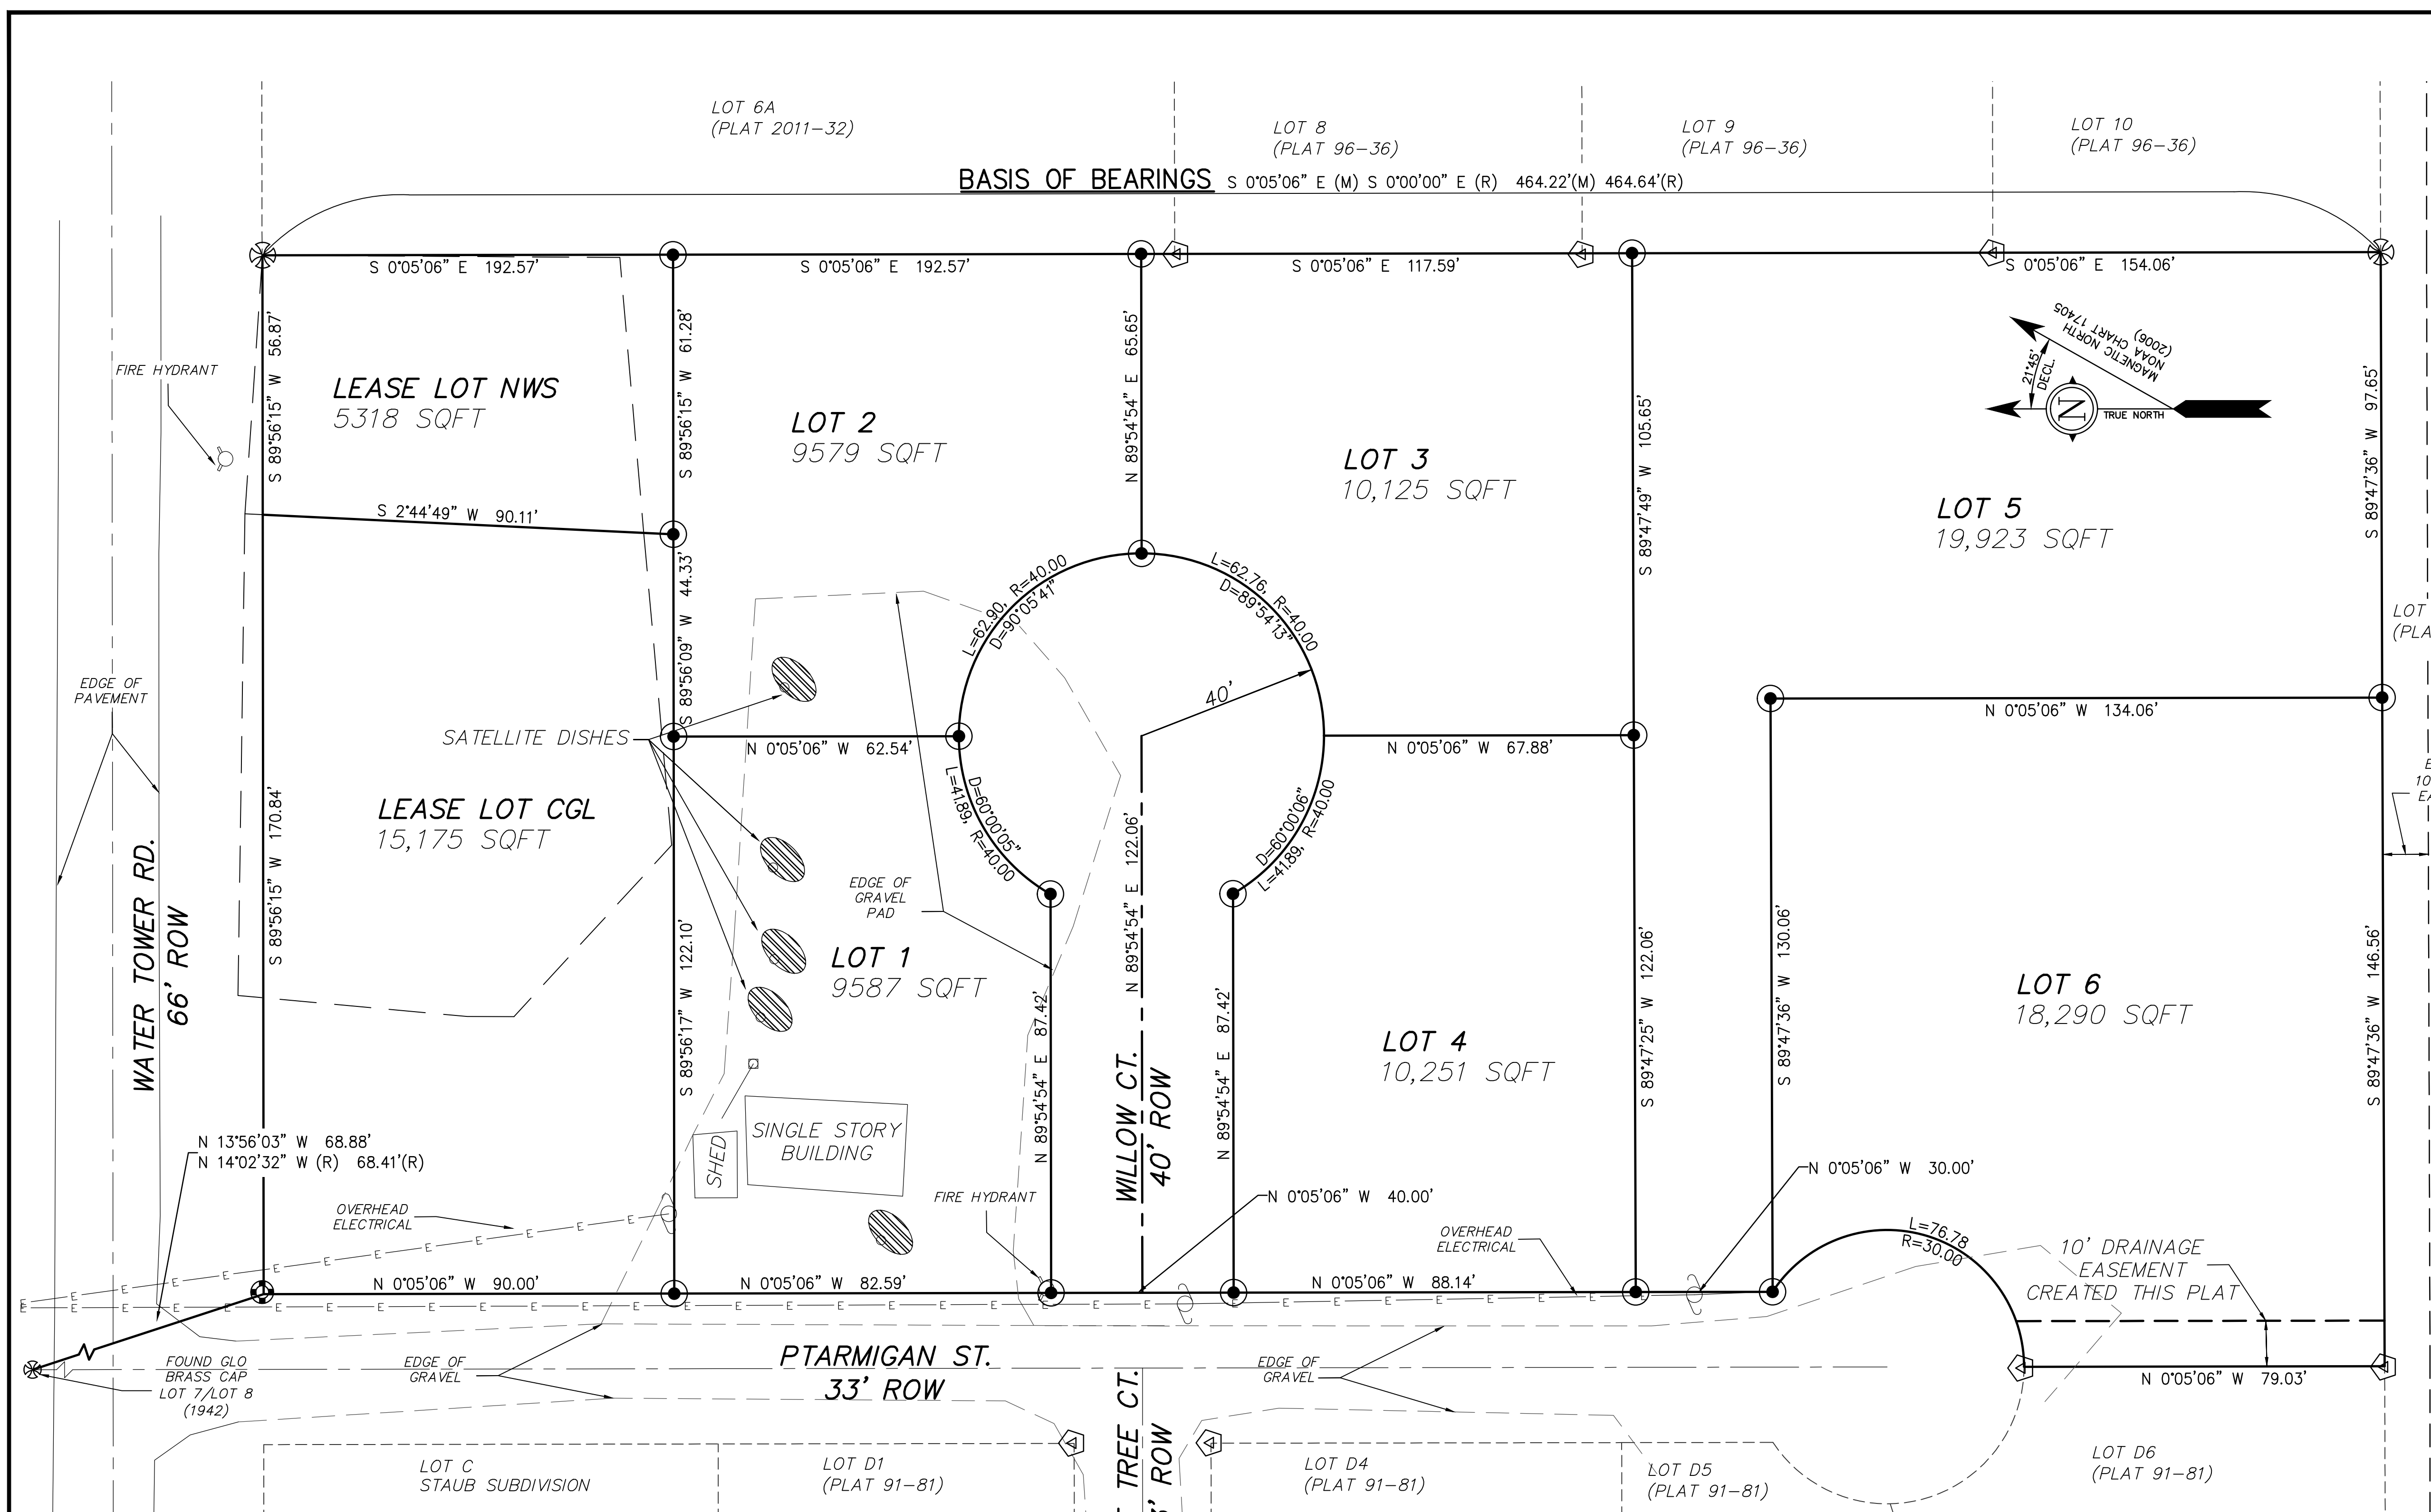 LOT 6A
(PLAT 2011-32)
LOT 8
(PLAT 96-36)
LOT 9
(PLAT 96-36)
LOT 10
(PLAT 96-36)
BASIS OF BEARINGS S 0°05'06" E (M) S 0°00'00" E (R) 464.22'(M) 464.64'(R)
S 0°05'06" E 192.57'
S 0°05'06" E 192.57'
S 0°05'06" E 117.59'
S 0°05'06" E 154.06'
S 89°56'15" W 56.87'
S 89°56'15" W 61.28'
N 89°54'54" E 65.65'
S 89°47'49" W 105.65'
S 89°47'36" W 97.65'
MAGNETIC NORTH
NOAA CHART 17405
(2006)
21°45'
DECL.
N
TRUE NORTH
FIRE HYDRANT
LEASE LOT NWS
5318 SQFT
LOT 2
9579 SQFT
LOT 3
10,125 SQFT
LOT 5
19,923 SQFT
S 2°44'49" W 90.11'
S 89°56'09" W 44.33'
L=62.90, R=40.00
D=90°05'41"
L=62.76, R=40.00
D=89°54'13"
40'
LOT
(PLA
EDGE OF
PAVEMENT
SATELLITE DISHES
N 0°05'06" W 62.54'
N 0°05'06" W 67.88'
N 0°05'06" W 134.06'
LEASE LOT CGL
15,175 SQFT
S 89°56'15" W 170.84'
D=60°00'05"
L=41.89, R=40.00
D=60°00'06"
L=41.89, R=40.00
N 89°54'54" E 122.06'
E
10
EA
WATER TOWER RD.
66' ROW
EDGE OF
GRAVEL
PAD
S 89°56'17" W 122.10'
LOT 1
9587 SQFT
N 89°54'54" E 87.42'
N 89°54'54" E 87.42'
WILLOW CT.
40' ROW
LOT 4
10,251 SQFT
S 89°47'25" W 122.06'
S 89°47'36" W 130.06'
LOT 6
18,290 SQFT
S 89°47'36" W 146.56'
N 13°56'03" W 68.88'
N 14°02'32" W (R) 68.41'(R)
SHED
SINGLE STORY
BUILDING
OVERHEAD
ELECTRICAL
FIRE HYDRANT
N 0°05'06" W 40.00'
OVERHEAD
ELECTRICAL
N 0°05'06" W 30.00'
L=76.78
R=30.00
10' DRAINAGE
EASEMENT
CREATED THIS PLAT
N 0°05'06" W 90.00'
N 0°05'06" W 82.59'
N 0°05'06" W 88.14'
N 0°05'06" W 79.03'
FOUND GLO
BRASS CAP
LOT 7/LOT 8
(1942)
EDGE OF
GRAVEL
PTARMIGAN ST.
33' ROW
EDGE OF
GRAVEL
TREE CT.
' ROW
LOT C
STAUB SUBDIVISION
LOT D1
(PLAT 91-81)
LOT D4
(PLAT 91-81)
LOT D5
(PLAT 91-81)
LOT D6
(PLAT 91-81)